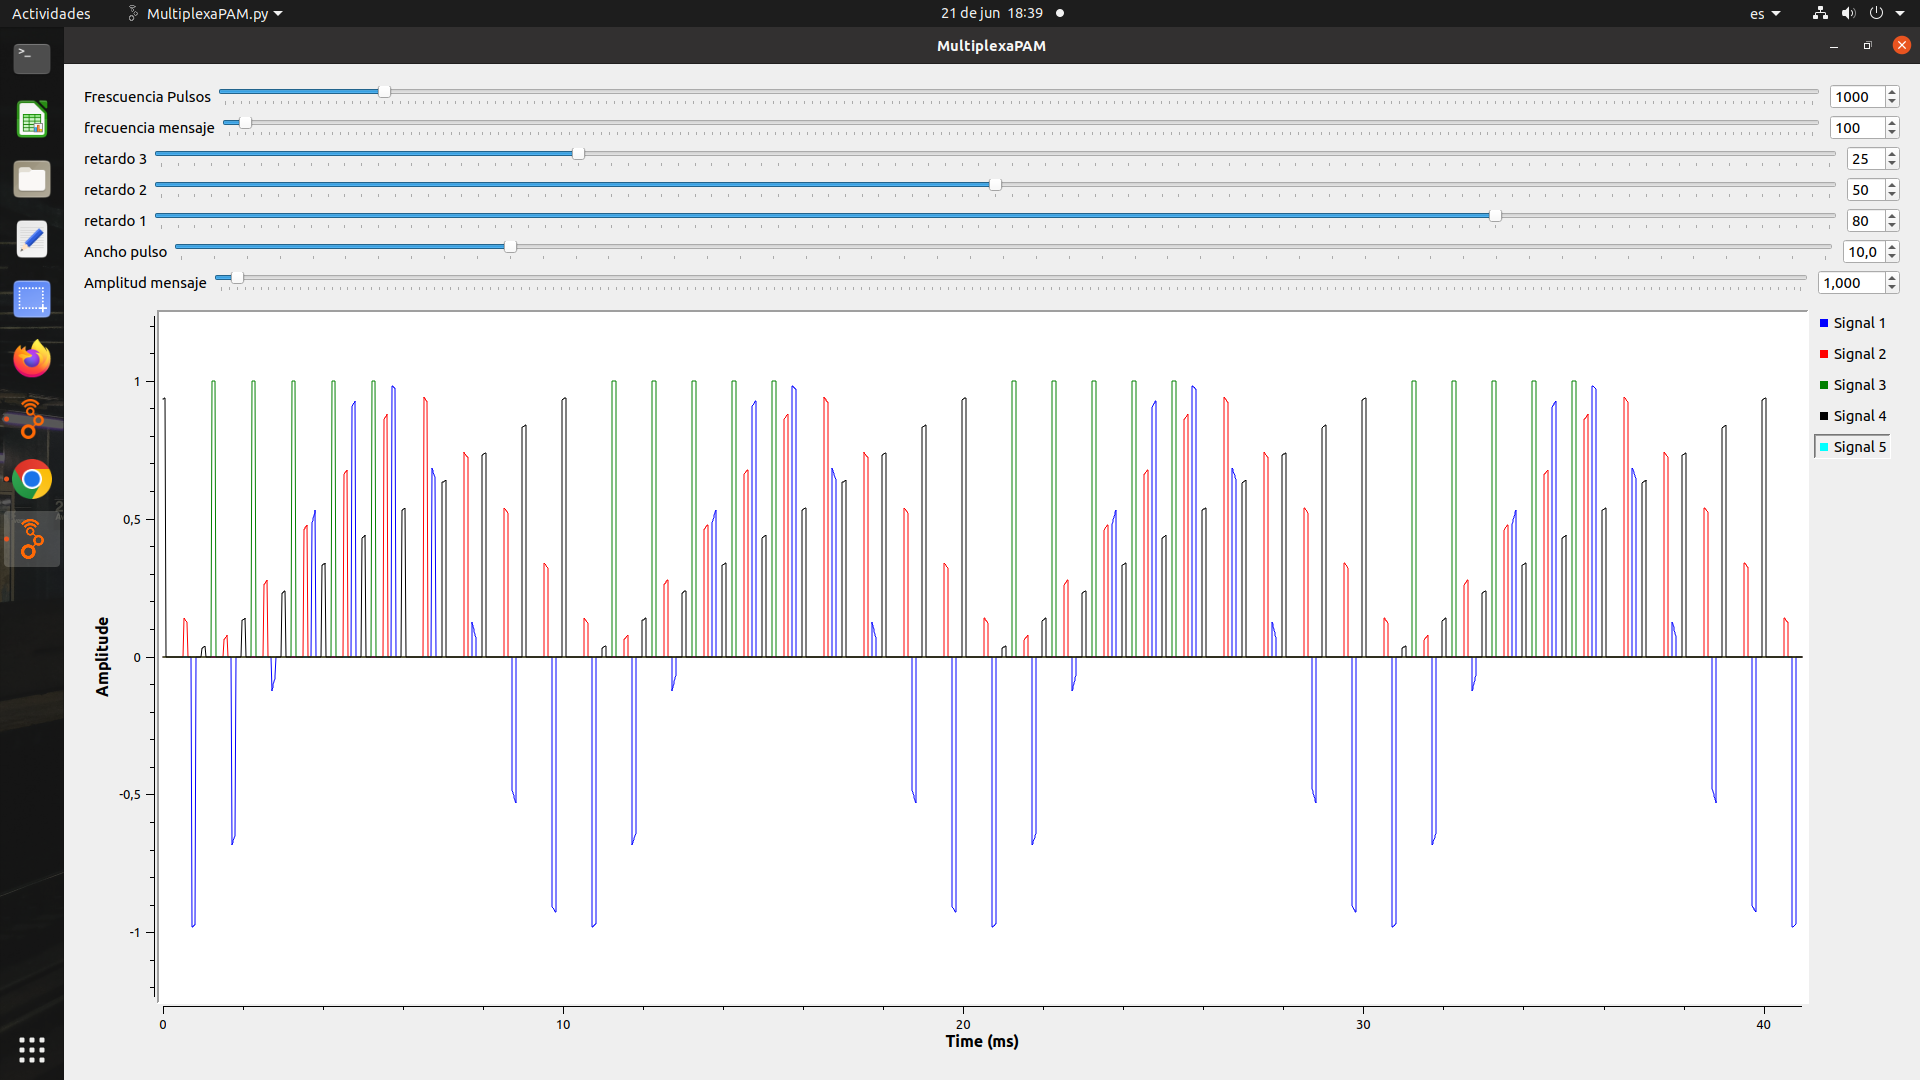 Actividades MultiplexaPAM.py 21 de jun 18:39 es
MultiplexaPAM
Frescuencia Pulsos 1000
frecuencia mensaje 100
retardo 3 25
retardo 2 50
retardo 1 80
Ancho pulso 10,0
Amplitud mensaje 1,000
Signal 1
Signal 2
Signal 3
Signal 4
Signal 5
1
0,5
0
-0,5
-1
Amplitude
0 10 20 30 40
Time (ms)